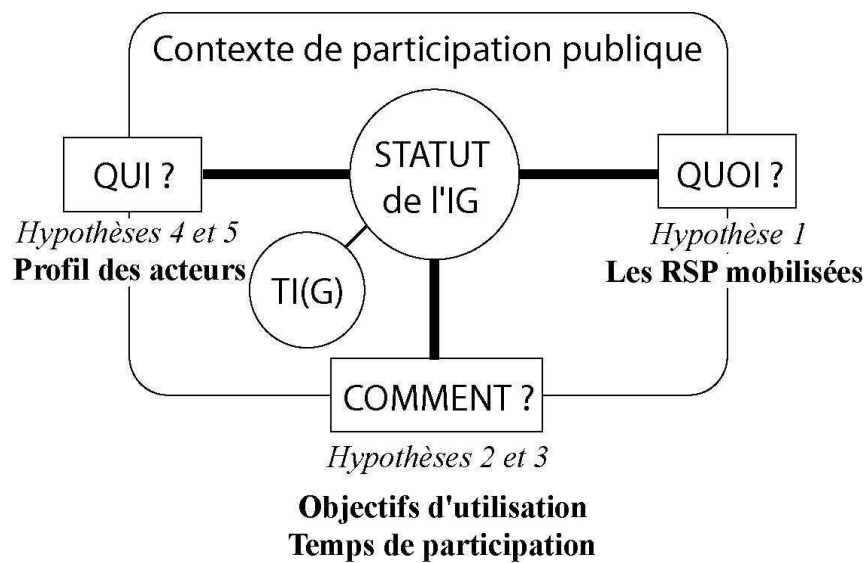 Contexte de participation publique
QUI ?
STATUT
de l'IG
QUOI ?
Hypothèses 4 et 5
Profil des acteurs
TI(G)
Hypothèse 1
Les RSP mobilisées
COMMENT ?
Hypothèses 2 et 3
Objectifs d'utilisation
Temps de participation